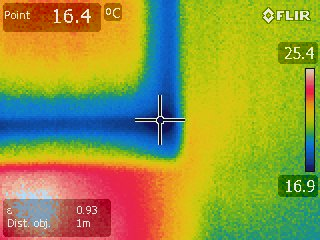 Point 16.4 °C
FLIR
25.4
16.9
ε 0.93
Dist. obj. 1m